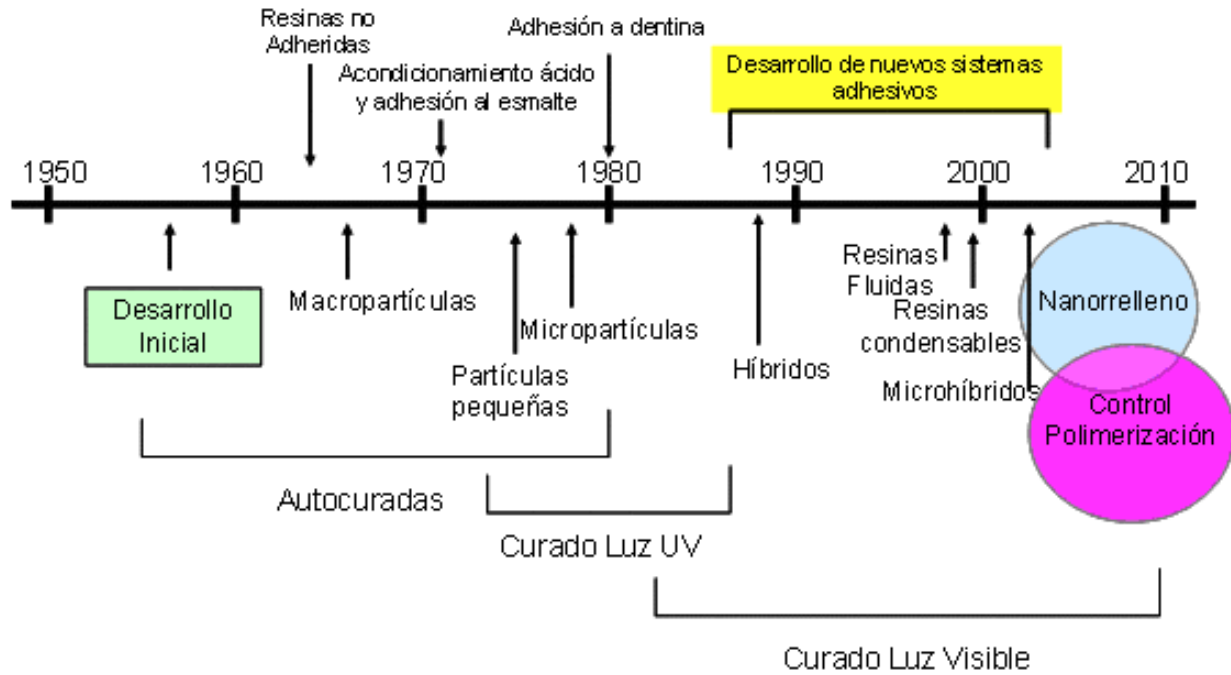 Resinas no
Adheridas
Acondicionamiento ácido
y adhesión al esmalte
Adhesión a dentina
Desarrollo de nuevos sistemas
adhesivos
1950 1960 1970 1980 1990 2000 2010
Desarrollo
Inicial
Macropartículas
Partículas
pequeñas
Micropartículas
Híbridos
Resinas
Fluidas
Resinas
condensables
Microhíbridos
Nanorrelleno
Control
Polimerización
Autocuradas
Curado Luz UV
Curado Luz Visible